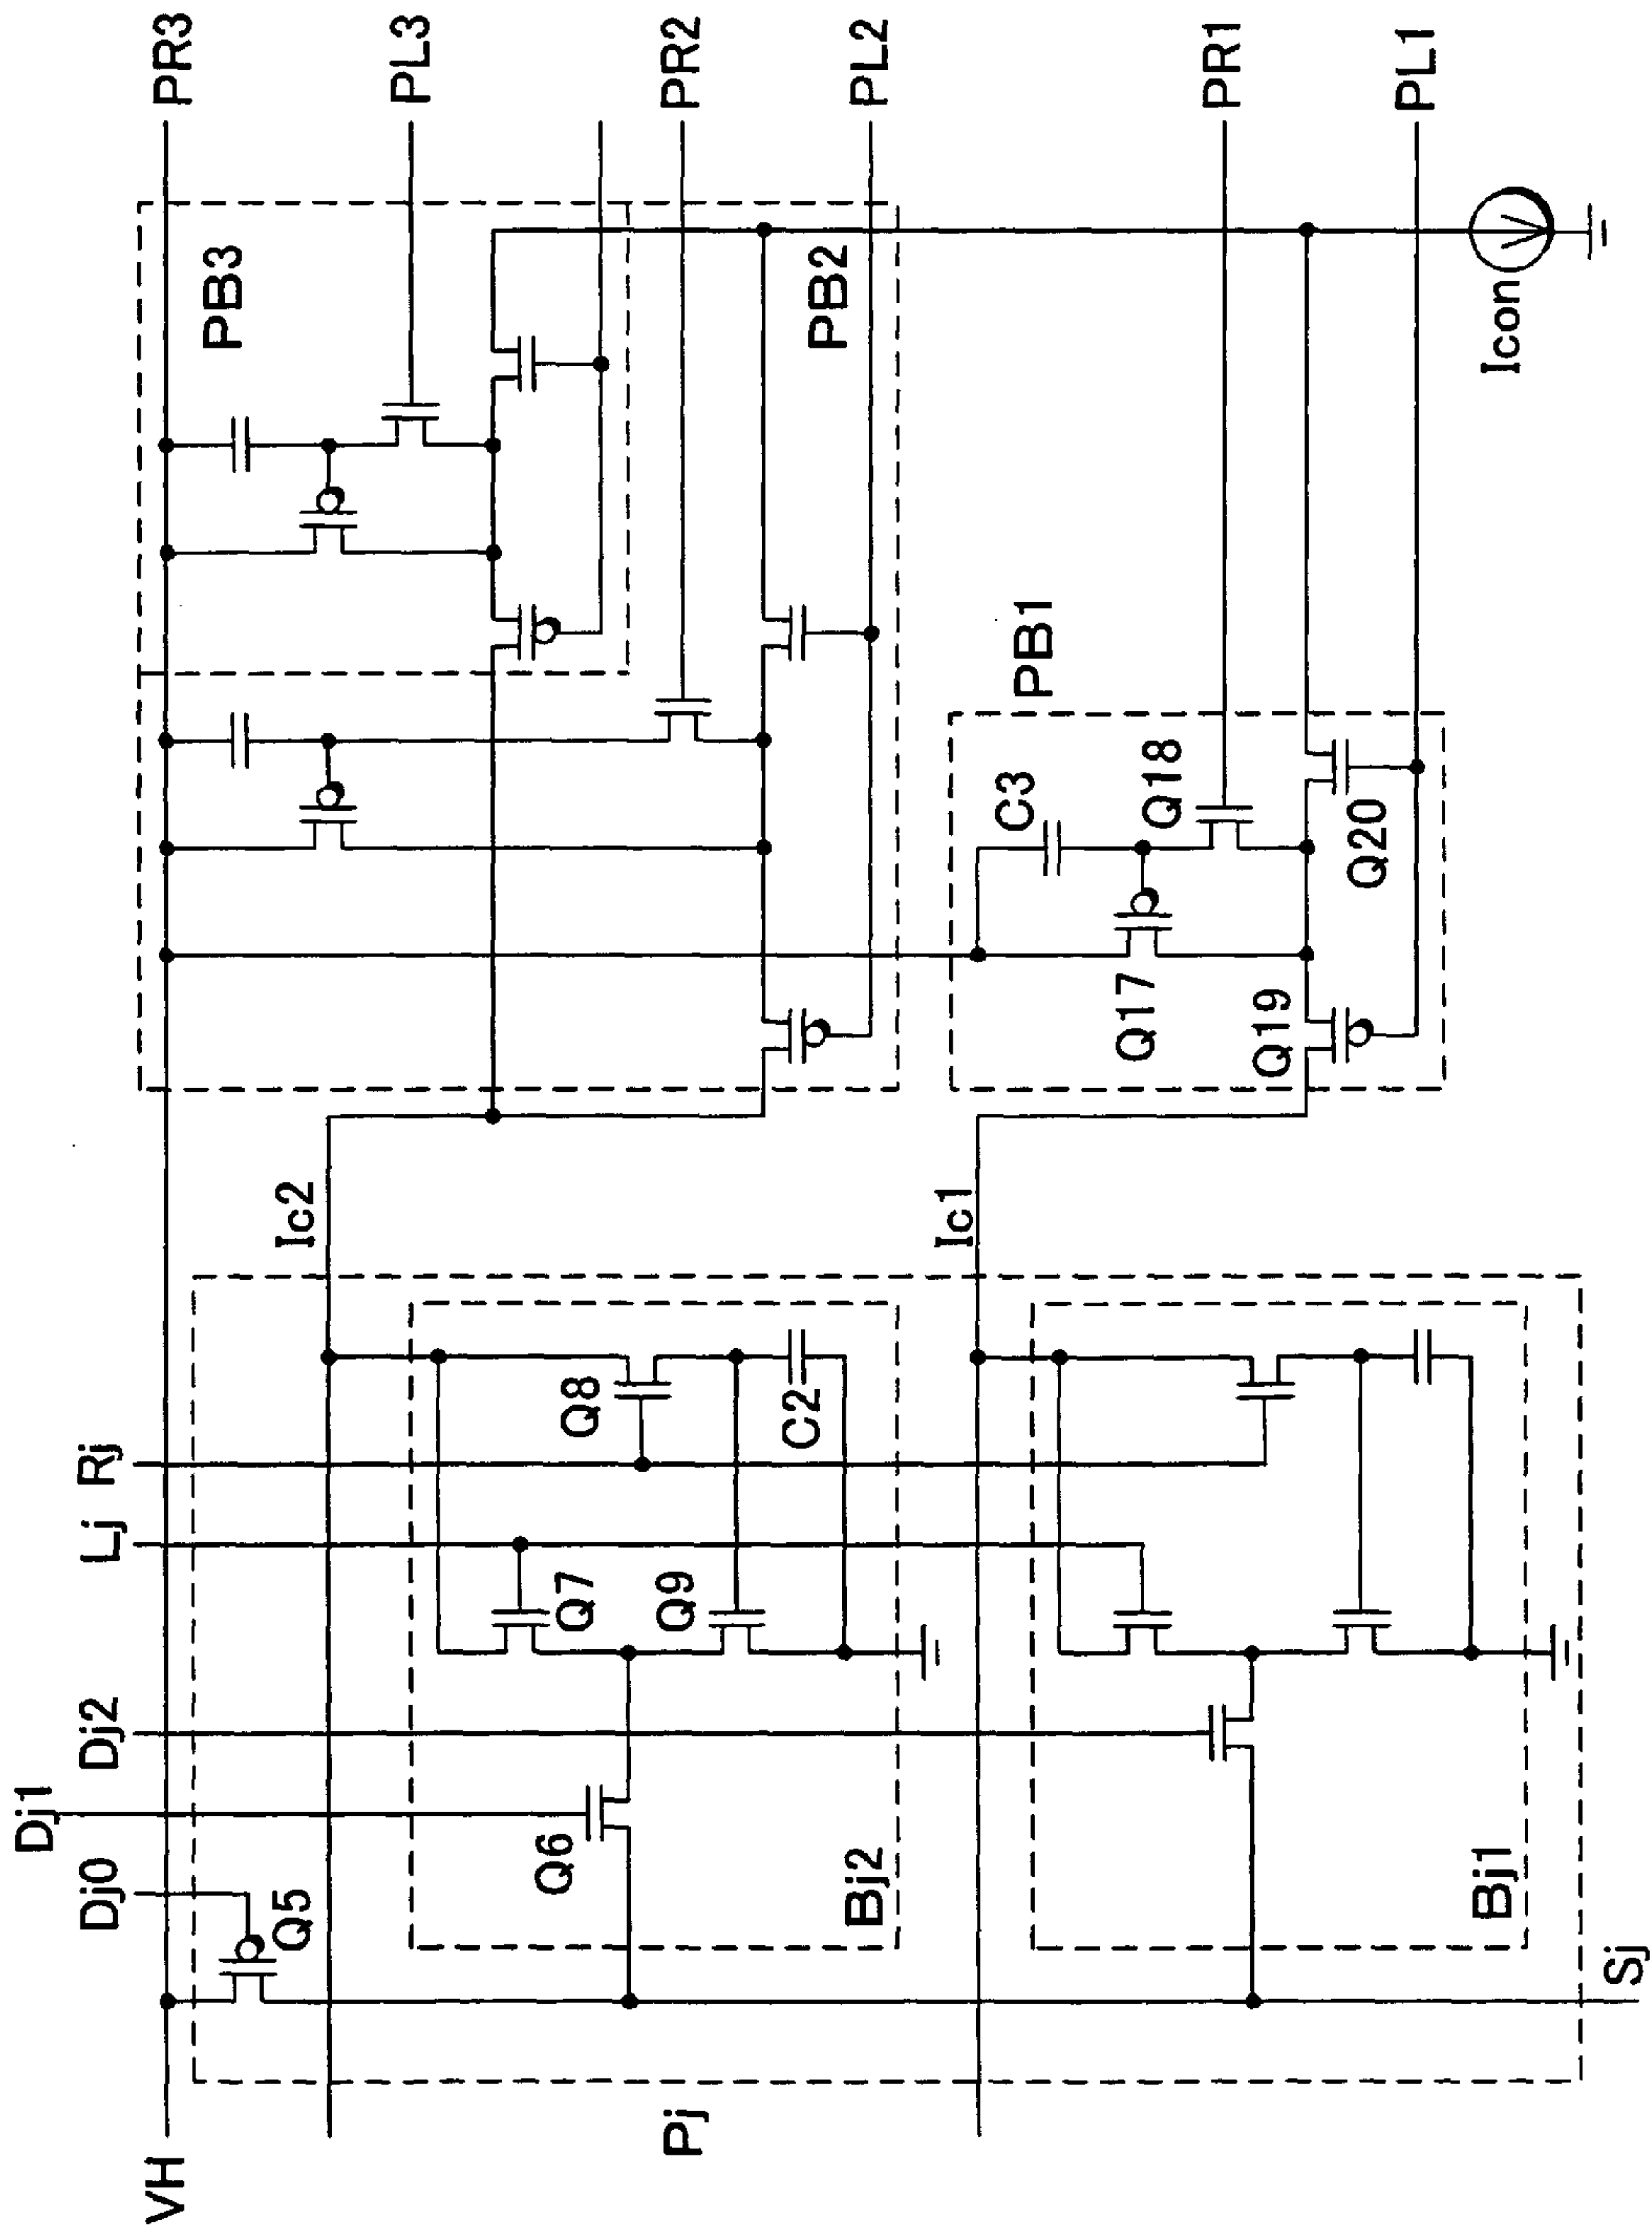 PR3
PL3
PR2
PL2
PR1
PL1
PB3
PB2
PB1
Icon
C3
Q18
Q17
Q19
Q20
Ic2
Ic1
Rj
Lj
Dj2
Dj1
Dj0
Q8
C2
Q7
Q9
Q6
Q5
Bj2
Bj1
Sj
Pj
VH